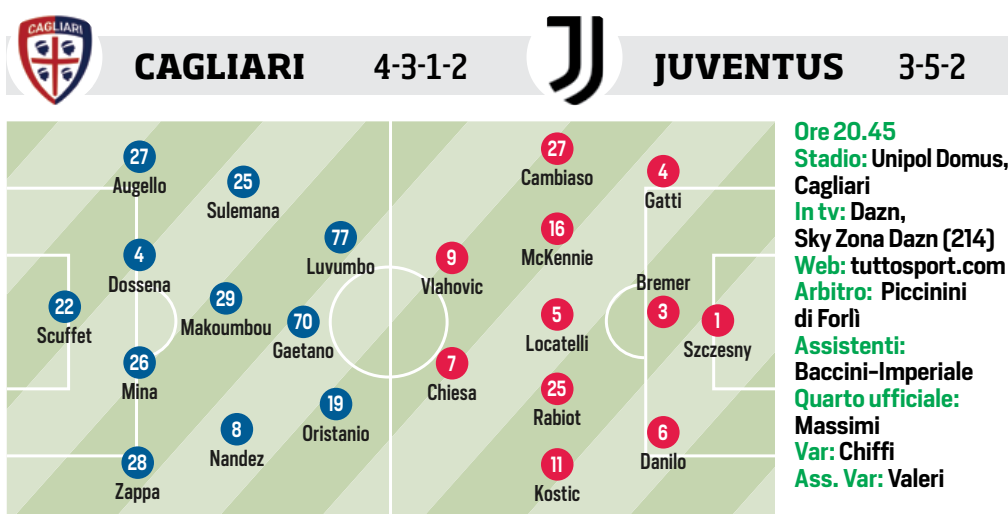 CAGLIARI
CAGLIARI 4-3-1-2
JUVENTUS 3-5-2
27
Augello
25
Sulemana
77
Luvumbo
4
Dossena
22
Scuffet
29
Makoumbou
70
Gaetano
26
Mina
19
Oristanio
8
Nandez
28
Zappa
27
Cambiaso
4
Gatti
16
McKennie
9
Vlahovic
Bremer
3
5
Locatelli
1
Szczesny
7
Chiesa
25
Rabiot
6
Danilo
11
Kostic
Ore 20.45
Stadio: Unipol Domus,
Cagliari
In tv: Dazn,
Sky Zona Dazn (214)
Web: tuttosport.com
Arbitro: Piccinini
di Forlì
Assistenti:
Baccini-Imperiale
Quarto ufficiale:
Massimi
Var: Chiffi
Ass. Var: Valeri